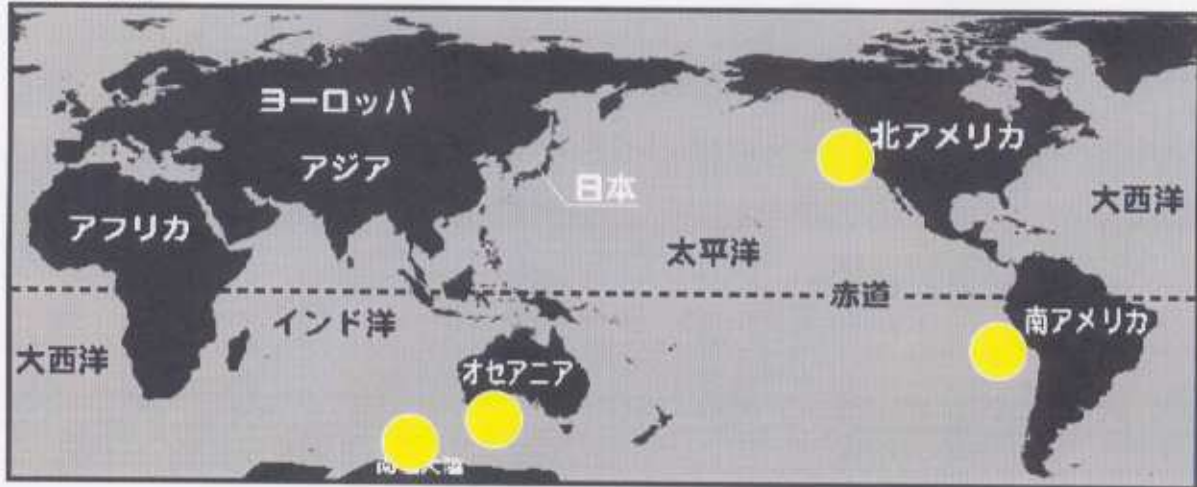 ヨーロッパ
北アメリカ
アジア
日本
大西洋
アフリカ
太平洋
赤道
インド洋
南アメリカ
大西洋
オセアニア